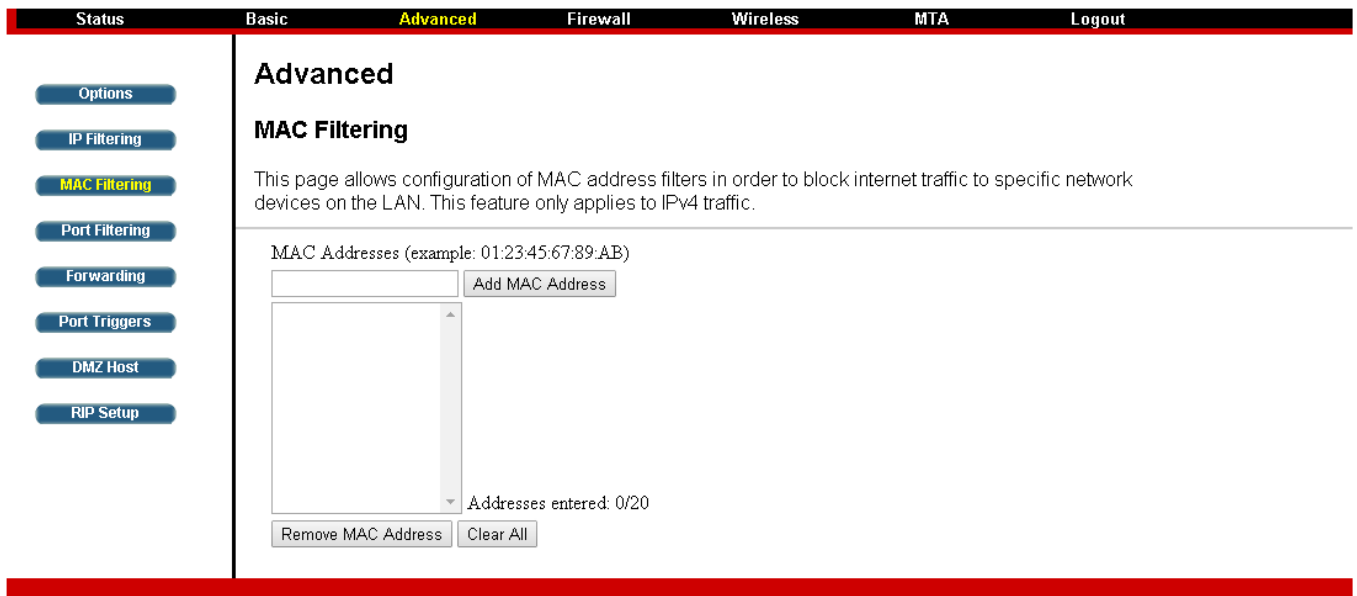 Status Basic Advanced Firewall Wireless MTA Logout
Options
IP Filtering
MAC Filtering
Port Filtering
Forwarding
Port Triggers
DMZ Host
RIP Setup
Advanced
MAC Filtering
This page allows configuration of MAC address filters in order to block internet traffic to specific network
devices on the LAN. This feature only applies to IPv4 traffic.
MAC Addresses (example: 01:23:45:67:89:AB)
Add MAC Address
Addresses entered: 0/20
Remove MAC Address Clear All